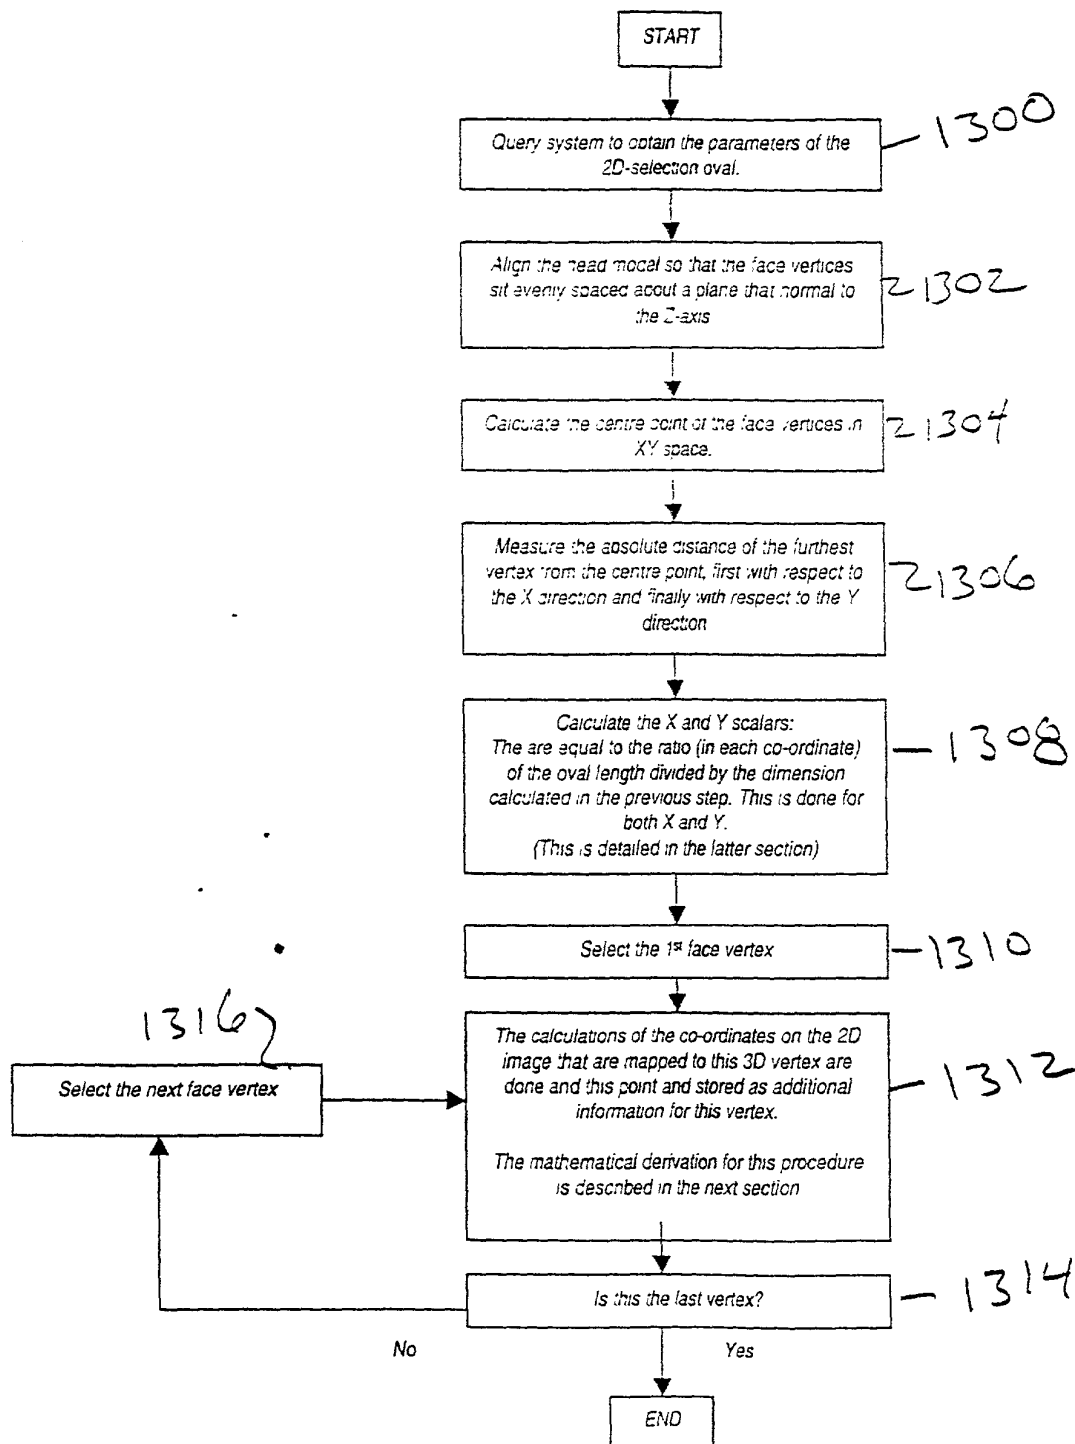 START
Query system to obtain the parameters of the
2D-selection oval.
1300
Align the head model so that the face vertices
sit evenly spaced about a plane that normal to
the Z-axis
1302
Calculate the centre point of the face vertices in
XY space.
1304
Measure the absolute distance of the furthest
vertex from the centre point, first with respect to
the X direction and finally with respect to the Y
direction
1306
Calculate the X and Y scalars:
The are equal to the ratio (in each co-ordinate)
of the oval length divided by the dimension
calculated in the previous step. This is done for
both X and Y.
(This is detailed in the latter section)
1308
Select the 1st face vertex
1310
1316
Select the next face vertex
The calculations of the co-ordinates on the 2D
image that are mapped to this 3D vertex are
done and this point and stored as additional
information for this vertex.
The mathematical derivation for this procedure
is described in the next section
1312
Is this the last vertex?
1314
No
Yes
END